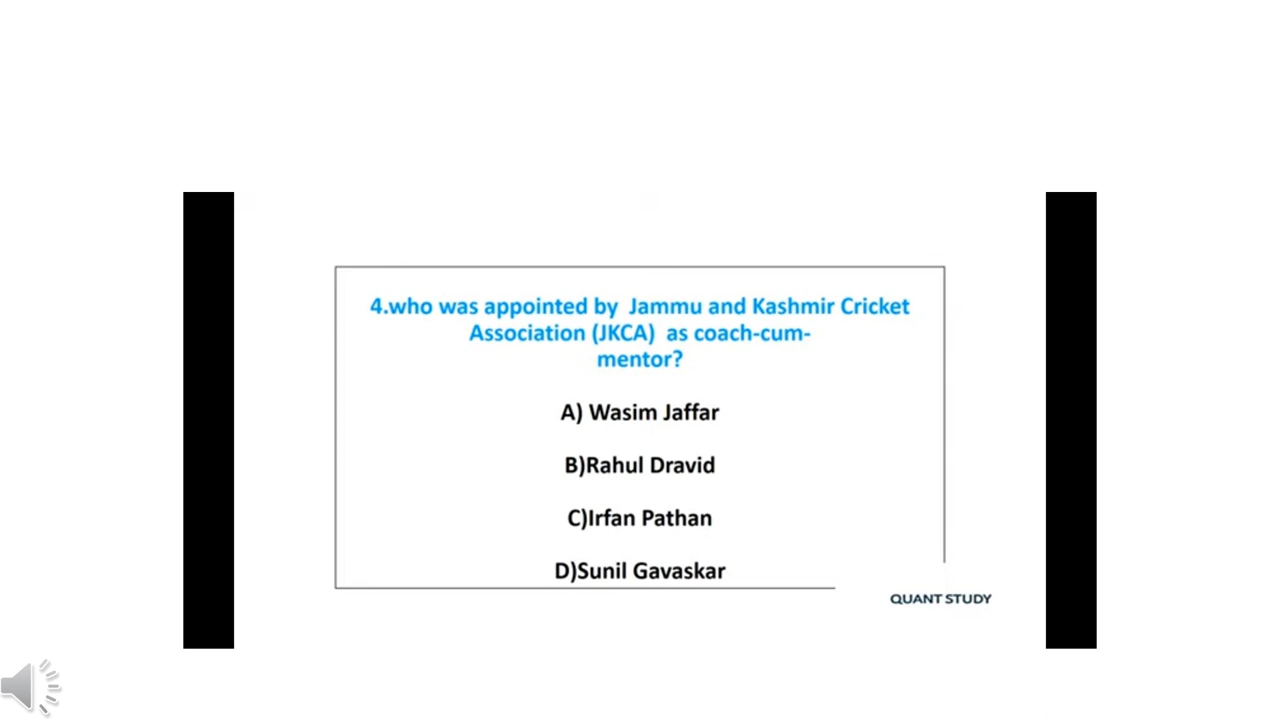 4.who was appointed by  Jammu and Kashmir Cricket
Association (JKCA)  as coach-cum-
mentor?
A) Wasim Jaffar
B)Rahul Dravid
C)Irfan Pathan
D)Sunil Gavaskar
QUANT STUDY